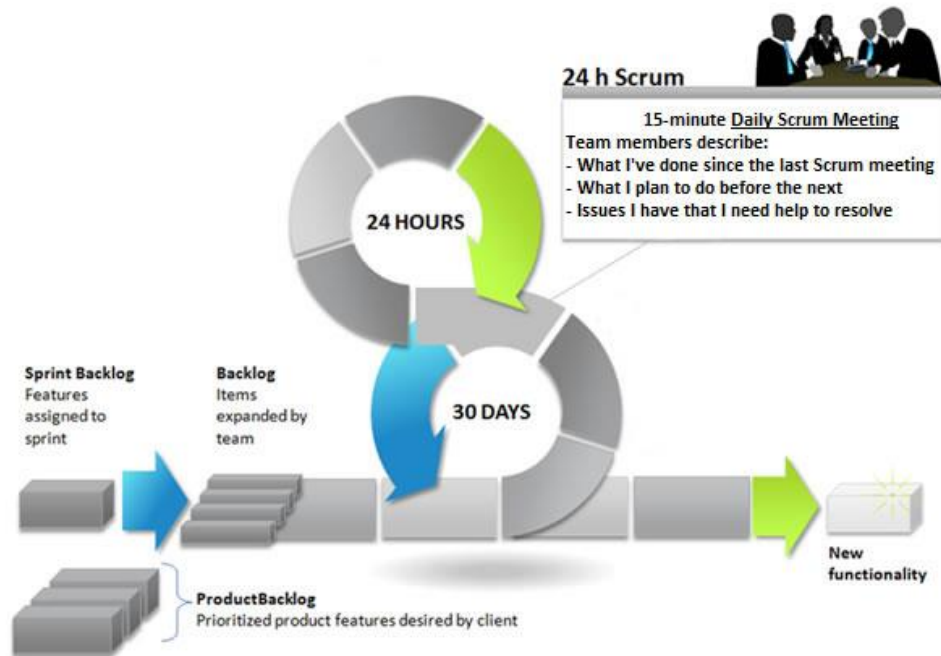 24 h Scrum
15-minute Daily Scrum Meeting
Team members describe:
- What I've done since the last Scrum meeting
- What I plan to do before the next
- Issues I have that I need help to resolve
24 HOURS
30 DAYS
Sprint Backlog
Features
assigned to
sprint
Backlog
Items
expanded by
team
New
functionality
ProductBacklog
Prioritized product features desired by client